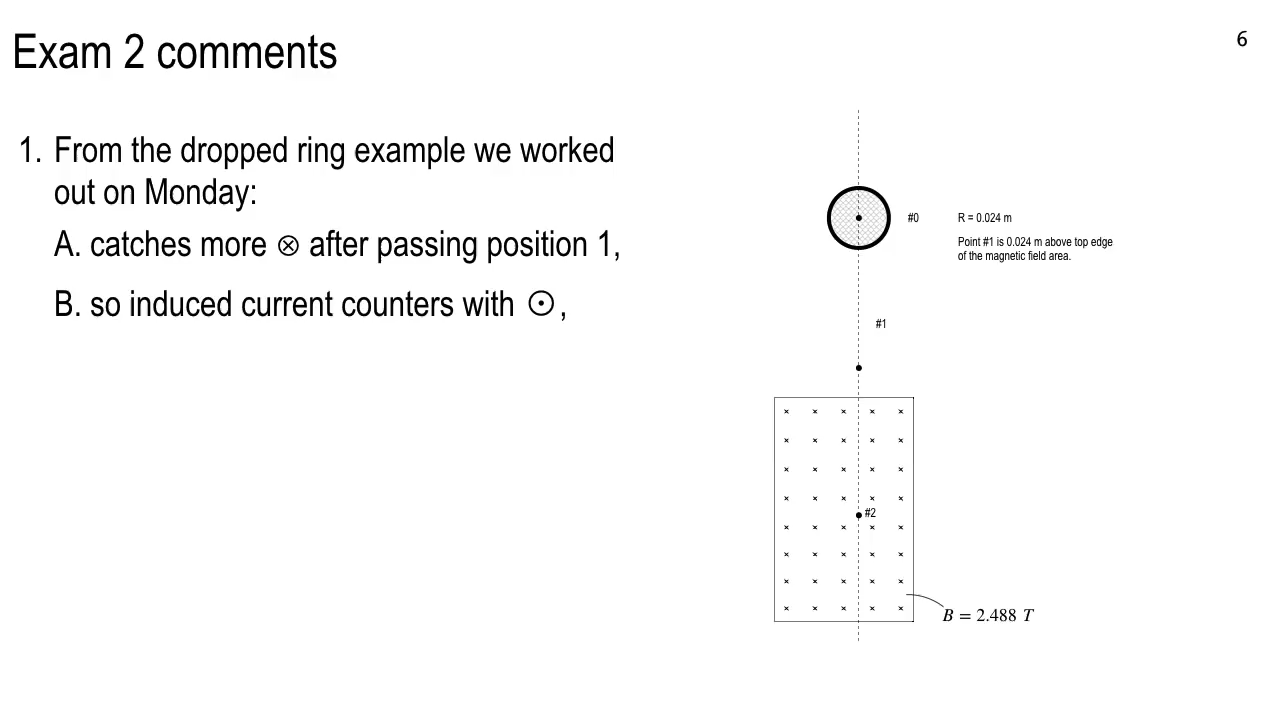 Exam 2 comments
6
1. From the dropped ring example we worked
out on Monday:
A. catches more ⊗ after passing position 1,
B. so induced current counters with ⊙,
#0
R = 0.024 m
Point #1 is 0.024 m above top edge
of the magnetic field area.
#1
#2
B = 2.488 T